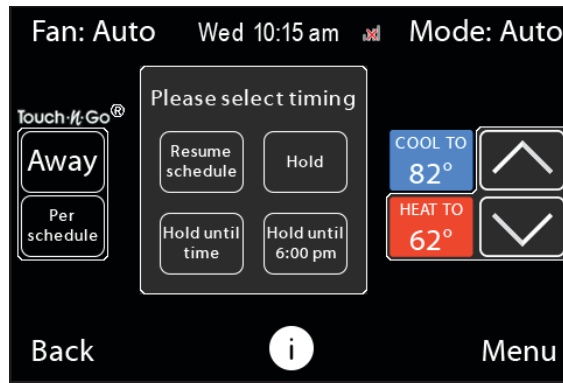 Fan: Auto
Wed 10:15 am
Mode: Auto
Touch-N-Go®
Away
Per
schedule
Please select timing
Resume
schedule
Hold
Hold until
time
Hold until
6:00 pm
COOL TO
82°
HEAT TO
62°
Back
i
Menu